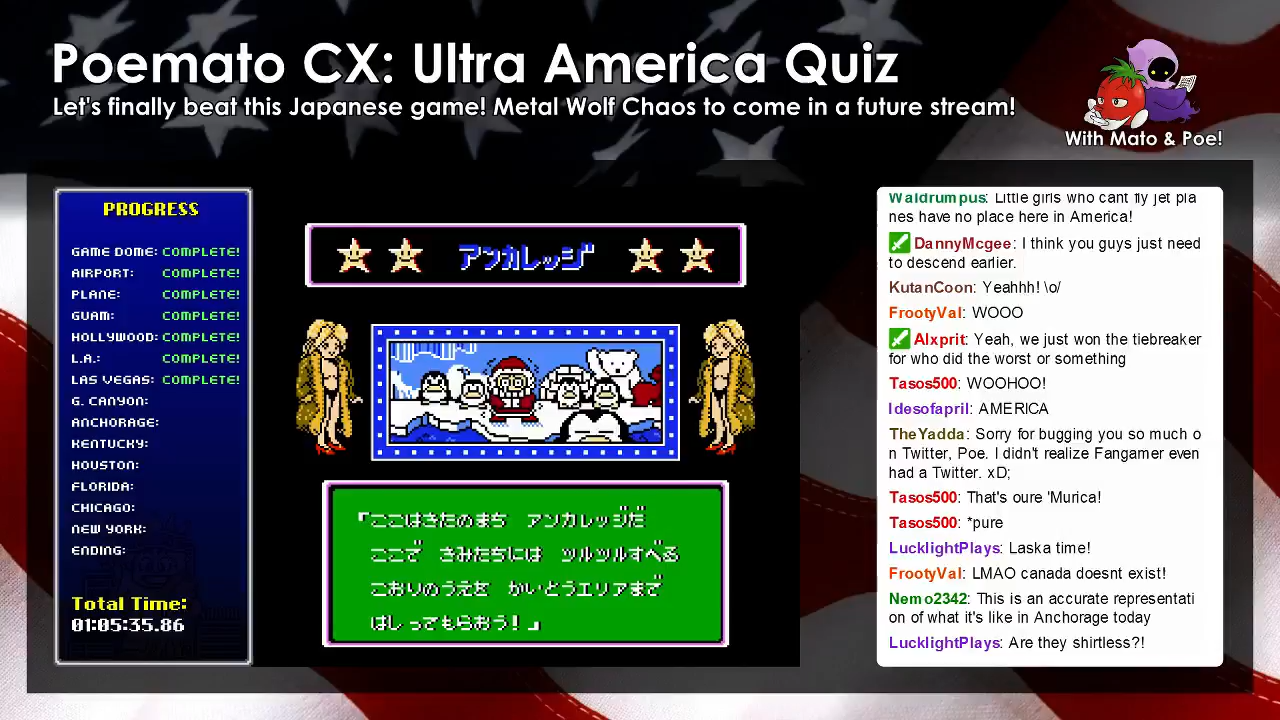 Poemato CX: Ultra America Quiz
Let's finally beat this Japanese game! Metal Wolf Chaos to come in a future stream!
With Mato & Poe!
PROGRESS
GAME DOME: COMPLETE!
AIRPORT: COMPLETE!
PLANE: COMPLETE!
GUAM: COMPLETE!
HOLLYWOOD: COMPLETE!
L.A.: COMPLETE!
LAS VEGAS: COMPLETE!
G. CANYON:
ANCHORAGE:
KENTUCKY:
HOUSTON:
FLORIDA:
CHICAGO:
NEW YORK:
ENDING:
Total Time:
01:05:35.86
アンカレッジ
「ここはきたのまち アンカレッジだ
ここで きみたちには ツルツルすべる
こおりのうえを かいとうエリアまで
はしってもらおう!」
Waldrumpus: Little girls who cant fly jet pla
nes have no place here in America!
DannyMcgee: I think you guys just need
to descend earlier.
KutanCoon: Yeahhh! \o/
FrootyVal: WOOO
Alxprit: Yeah, we just won the tiebreaker
for who did the worst or something
Tasos500: WOOHOO!
Idesofapril: AMERICA
TheYadda: Sorry for bugging you so much o
n Twitter, Poe. I didn't realize Fangamer even
had a Twitter. xD;
Tasos500: That's oure 'Murica!
Tasos500: *pure
LucklightPlays: Laska time!
FrootyVal: LMAO canada doesnt exist!
Nemo2342: This is an accurate representati
on of what it's like in Anchorage today
LucklightPlays: Are they shirtless?!